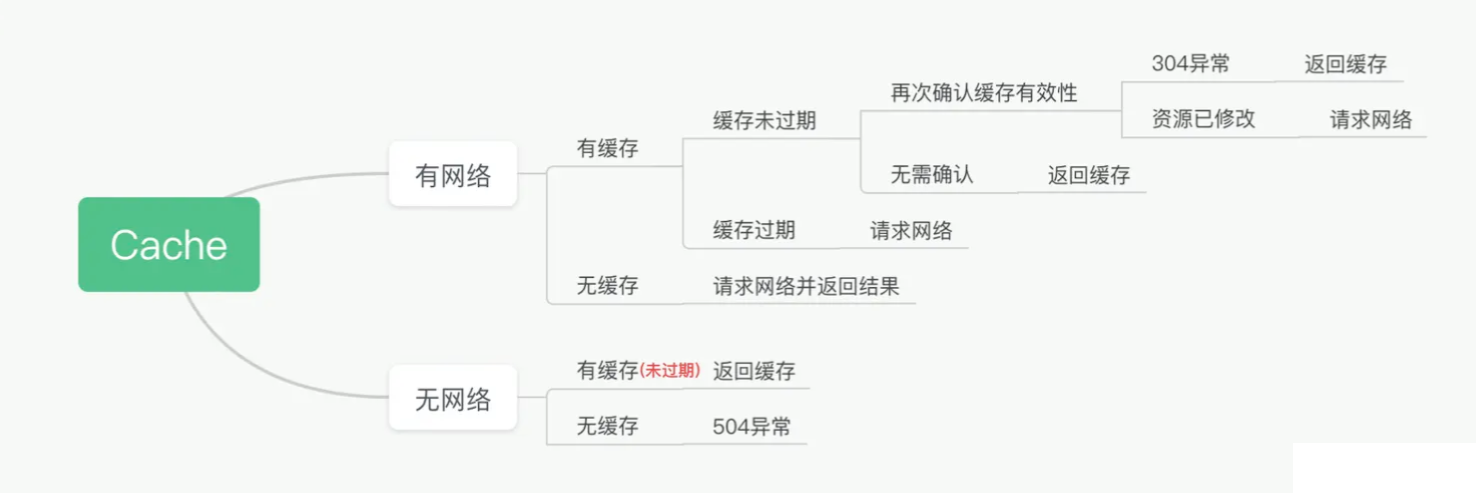 Cache
有网络
有缓存
缓存未过期
再次确认缓存有效性
304异常 返回缓存
资源已修改 请求网络
无需确认 返回缓存
缓存过期 请求网络
无缓存 请求网络并返回结果
无网络
有缓存(未过期) 返回缓存
无缓存 504异常